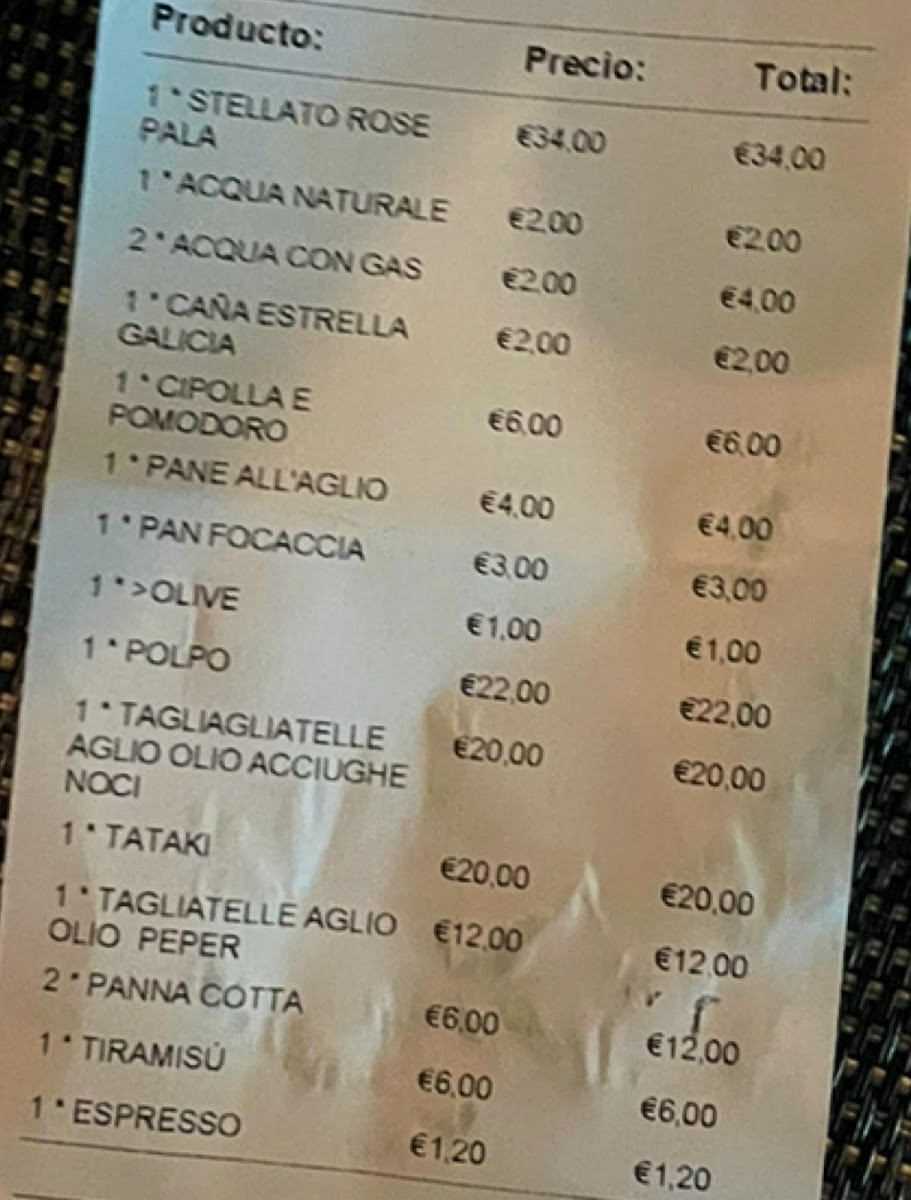 Producto: Precio: Total:
1 * STELLATO ROSE €34,00 €34,00
PALA
1 * ACQUA NATURALE €2,00 €2,00
2 * ACQUA CON GAS €2,00 €4,00
1 * CAÑA ESTRELLA €2,00 €2,00
GALICIA
1 * CIPOLLA E €6,00 €6,00
POMODORO
1 * PANE ALL'AGLIO €4,00 €4,00
1 * PAN FOCACCIA €3,00 €3,00
1 * >OLIVE €1,00 €1,00
1 * POLPO €22,00 €22,00
1 * TAGLIAGLIATELLE €20,00 €20,00
AGLIO OLIO ACCIUGHE
NOCI
1 * TATAKI €20,00 €20,00
1 * TAGLIATELLE AGLIO €12,00 €12,00
OLIO PEPER
2 * PANNA COTTA €6,00 €12,00
1 * TIRAMISÚ €6,00 €6,00
1 * ESPRESSO €1,20 €1,20